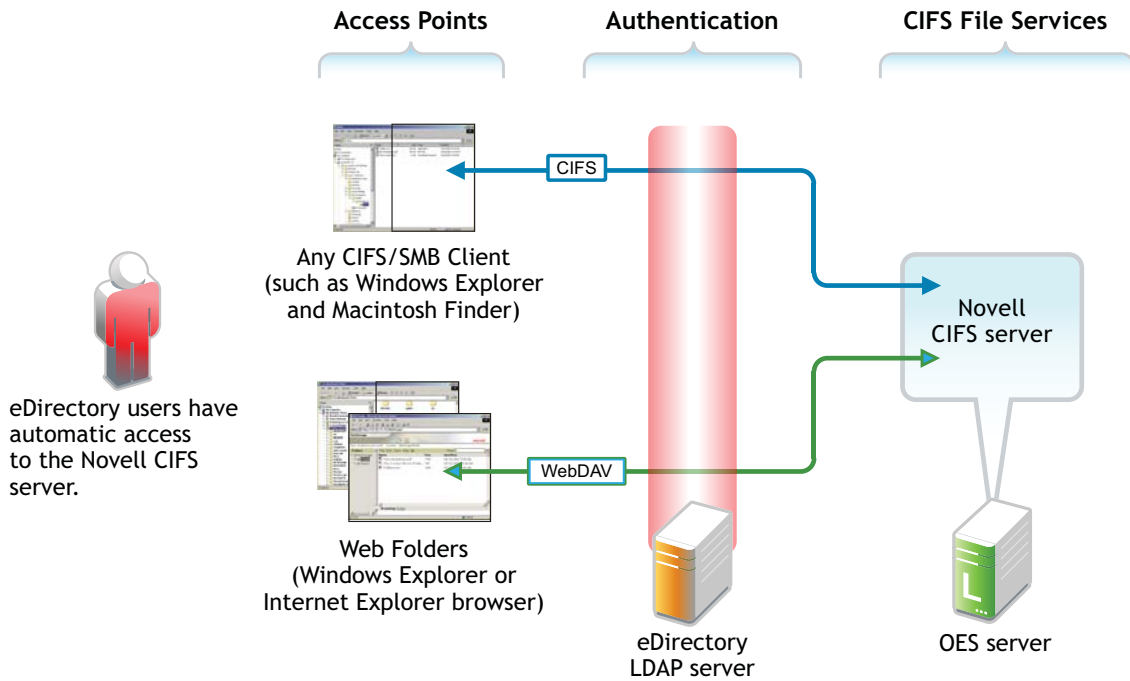 Access Points
Authentication
CIFS File Services
CIFS
Any CIFS/SMB Client
(such as Windows Explorer
and Macintosh Finder)
Novell
CIFS server
eDirectory users have
automatic access
to the Novell CIFS
server.
WebDAV
Web Folders
(Windows Explorer or
Internet Explorer browser)
eDirectory
LDAP server
L
OES server